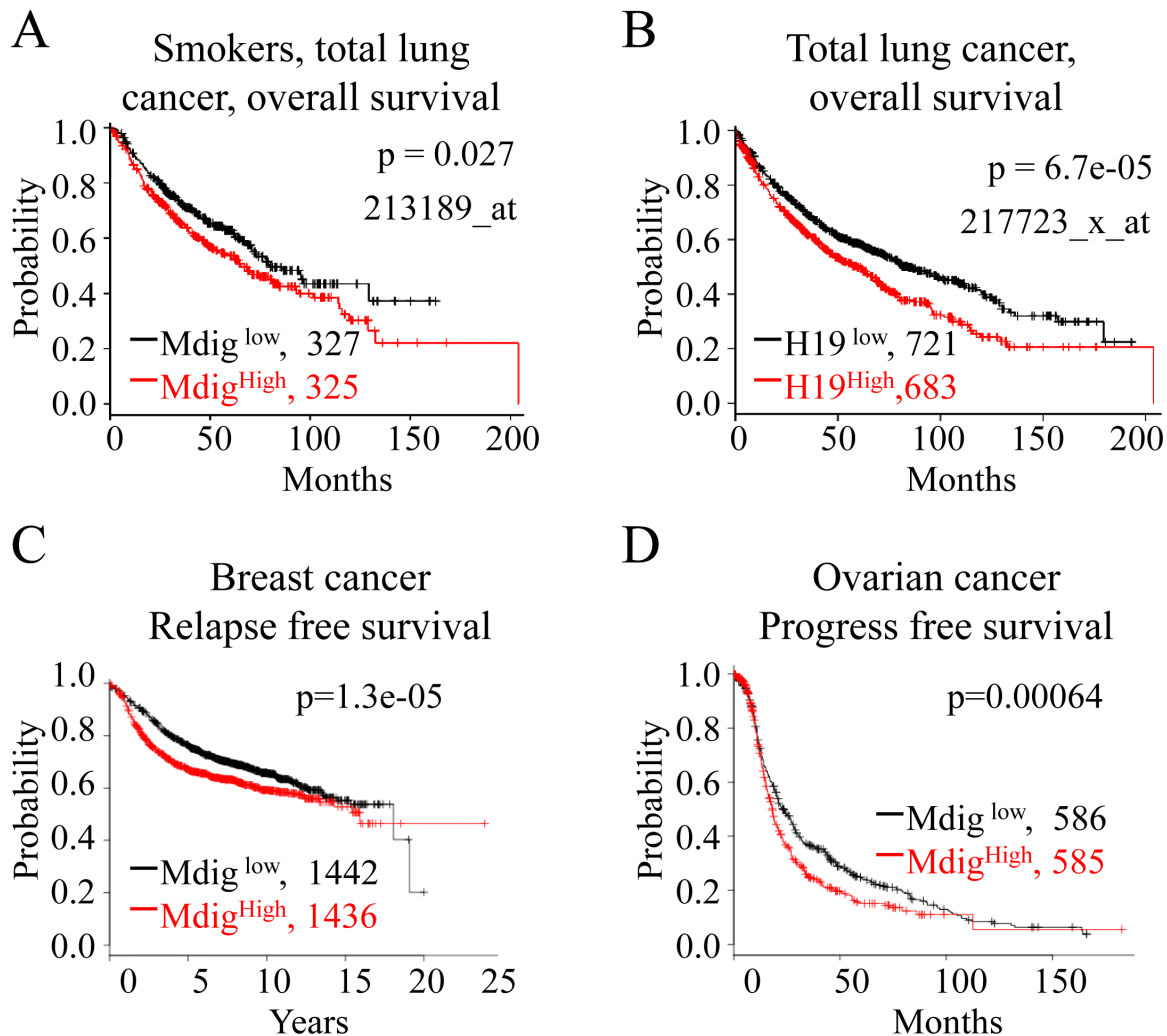 A
Smokers, total lung
cancer, overall survival
p = 0.027
213189_at
Probability
1.0
0.8
0.6
0.4
0.2
0.0
Mdig low, 327
Mdig High, 325
0 50 100 150 200
Months
B
Total lung cancer,
overall survival
p = 6.7e-05
217723_x_at
Probability
1.0
0.8
0.6
0.4
0.2
0.0
H19 low, 721
H19High,683
0 50 100 150 200
Months
C
Breast cancer
Relapse free survival
p=1.3e-05
Probability
1.0
0.8
0.6
0.4
0.2
0.0
Mdig low, 1442
MdigHigh, 1436
0 5 10 15 20 25
Years
D
Ovarian cancer
Progress free survival
p=0.00064
Probability
1.0
0.8
0.6
0.4
0.2
0.0
Mdig low, 586
MdigHigh, 585
0 50 100 150
Months